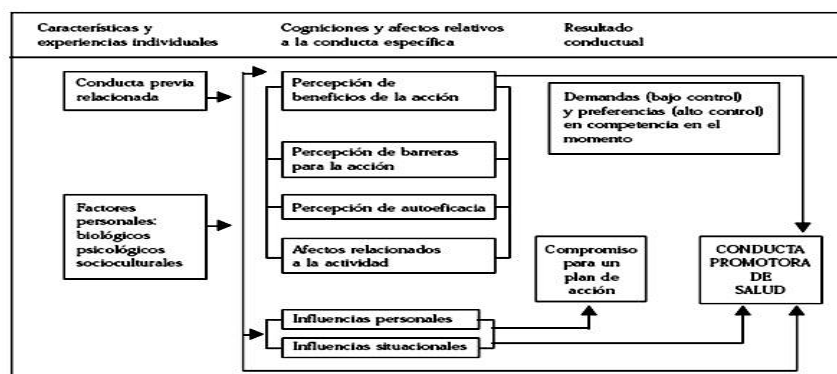 Características y
experiencias individuales
Cogniciones y afectos relativos
a la conducta específica
Resultado
conductual
Conducta previa
relacionada
Factores
personales:
biológicos
psicológicos
socioculturales
Percepción de
beneficios de la acción
Percepción de barreras
para la acción
Percepción de autoeficacia
Afectos relacionados
a la actividad
Influencias personales
Influencias situacionales
Demandas (bajo control)
y preferencias (alto control)
en competencia en el
momento
Compromiso
para un
plan de
acción
CONDUCTA
PROMOTORA
DE
SALUD